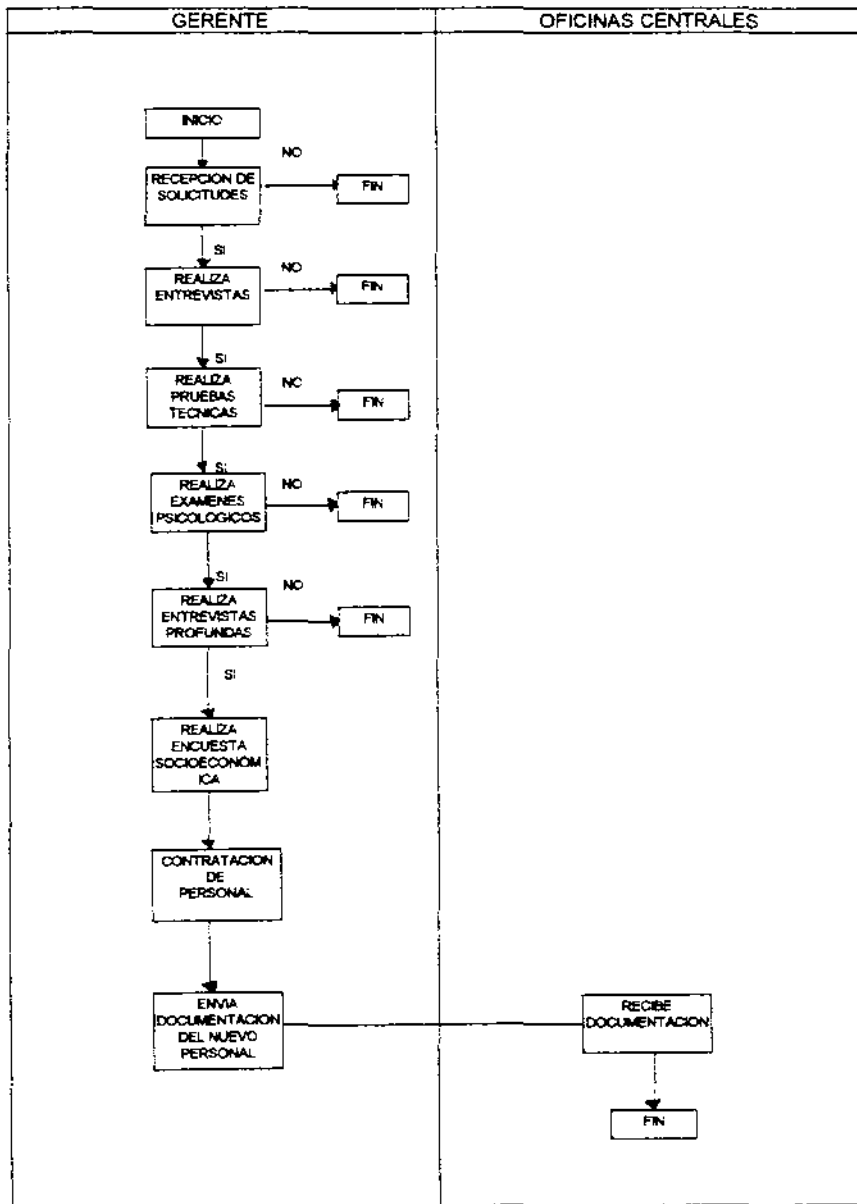 GERENTE
OFICINAS CENTRALES
INICIO
NO
RECEPCION DE
SOLICITUDES
FIN
SI
REALIZA
ENTREVISTAS
NO
FIN
SI
REALIZA
PRUEBAS
TECNICAS
NO
FIN
SI
REALIZA
EXAMENES
PSICOLOGICOS
NO
FIN
SI
REALIZA
ENTREVISTAS
PROFUNDAS
NO
FIN
SI
REALIZA
ENCUESTA
SOCIOECONOM
ICA
CONTRATACION
DE
PERSONAL
ENVIA
DOCUMENTACION
DEL NUEVO
PERSONAL
RECIBE
DOCUMENTACION
FIN